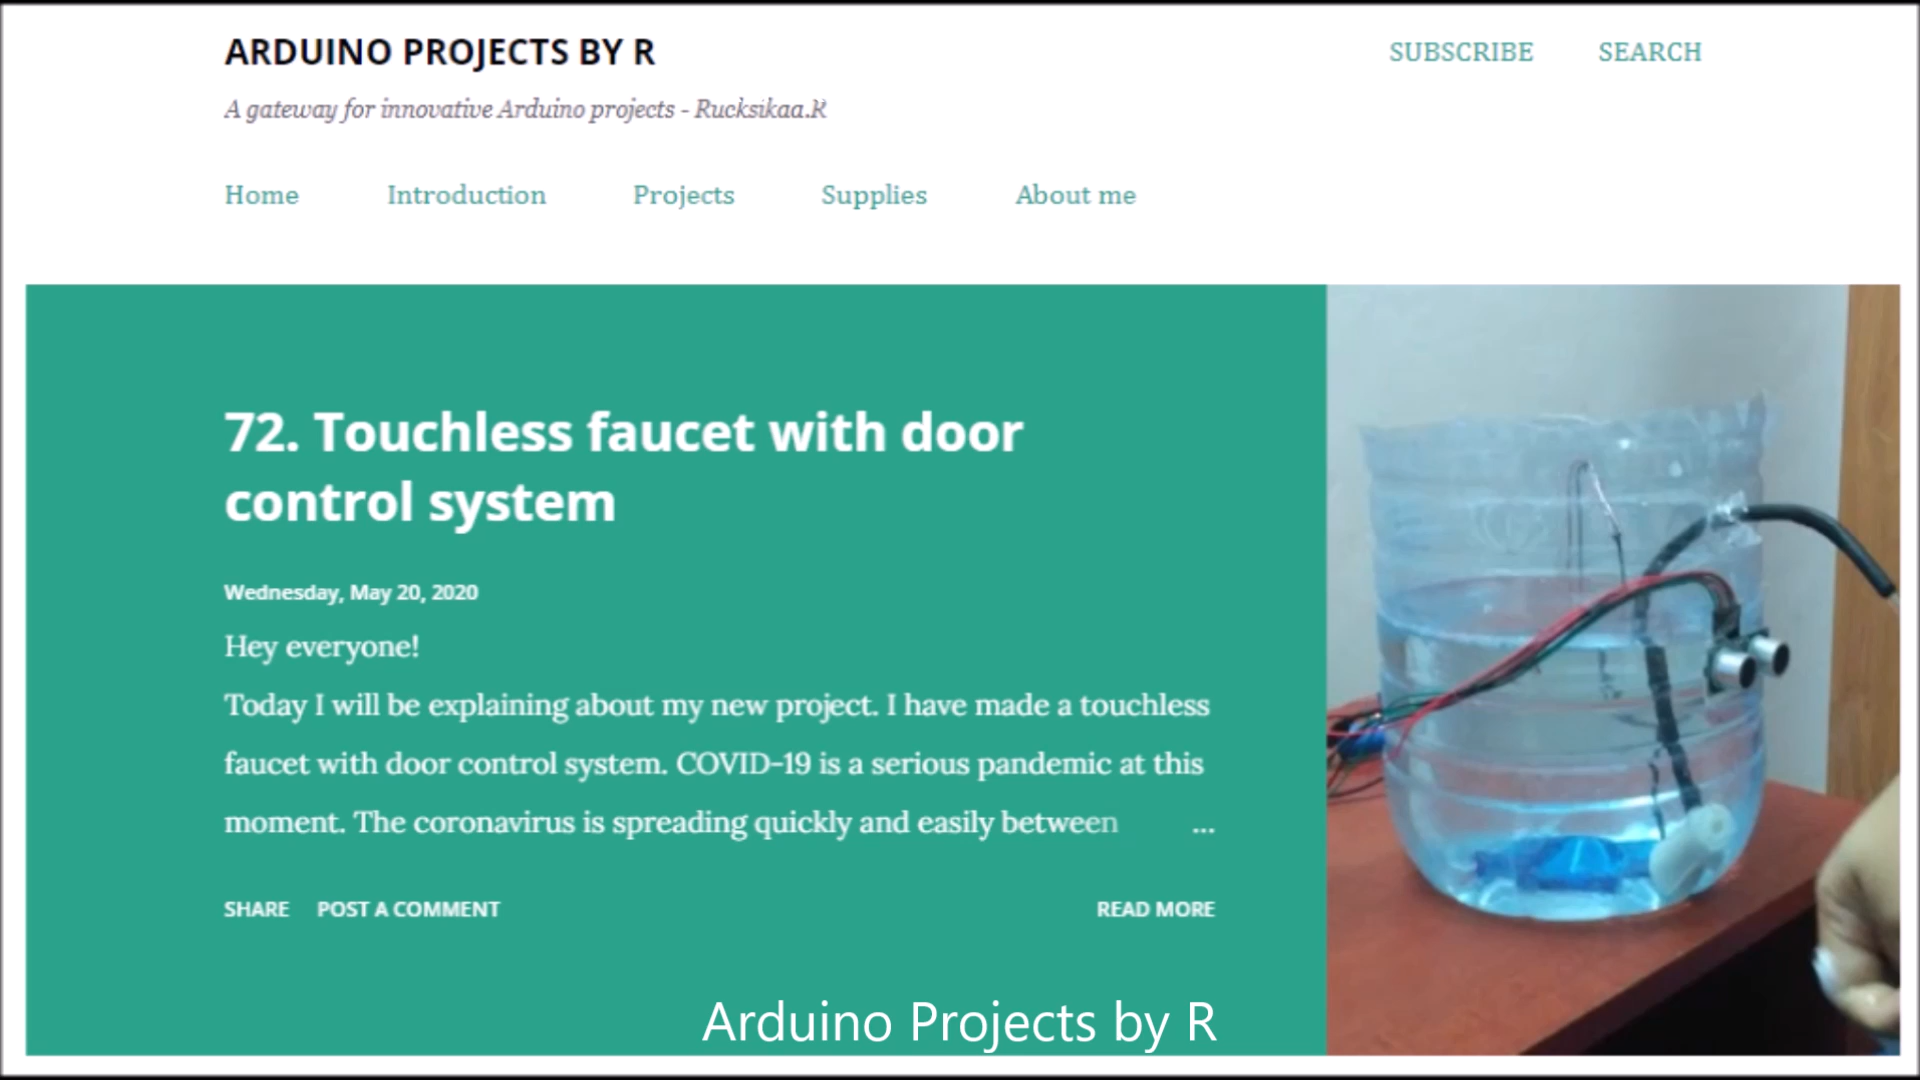 ARDUINO PROJECTS BY R
SUBSCRIBE
SEARCH
A gateway for innovative Arduino projects - Rucksikaa.R
Home
Introduction
Projects
Supplies
About me
72. Touchless faucet with door
control system
Wednesday, May 20, 2020
Hey everyone!
Today I will be explaining about my new project. I have made a touchless
faucet with door control system. COVID-19 is a serious pandemic at this
moment. The coronavirus is spreading quickly and easily between ...
SHARE
POST A COMMENT
READ MORE
Arduino Projects by R